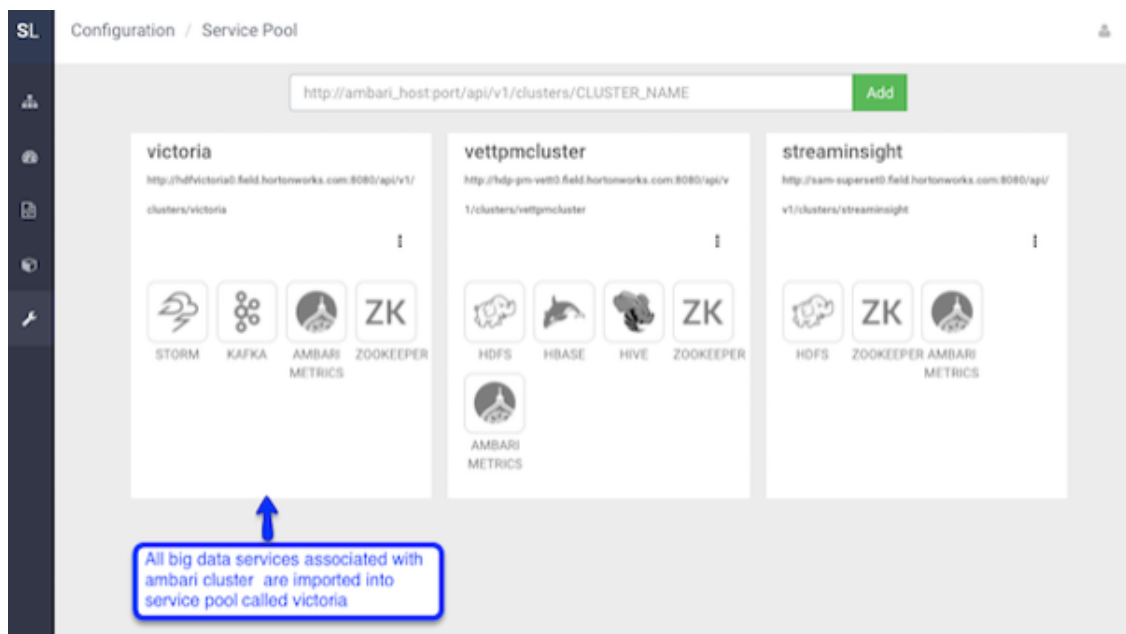 SL
Configuration / Service Pool
http://ambari_host:port/api/v1/clusters/CLUSTER_NAME
Add
victoria
http://hdfvictoria0.field.hortonworks.com:8080/api/v1/
clusters/victoria
STORM
KAFKA
AMBARI
METRICS
ZK
ZOOKEEPER
vettpmcluster
http://hdp-pm-vett0.field.hortonworks.com:8080/api/v
1/clusters/vettpmcluster
HDFS
HBASE
HIVE
ZK
ZOOKEEPER
AMBARI
METRICS
streaminsight
http://sam-superset0.field.hortonworks.com:8080/api/
v1/clusters/streaminsight
HDFS
ZK
ZOOKEEPER
AMBARI
METRICS
All big data services associated with
ambari cluster are imported into
service pool called victoria